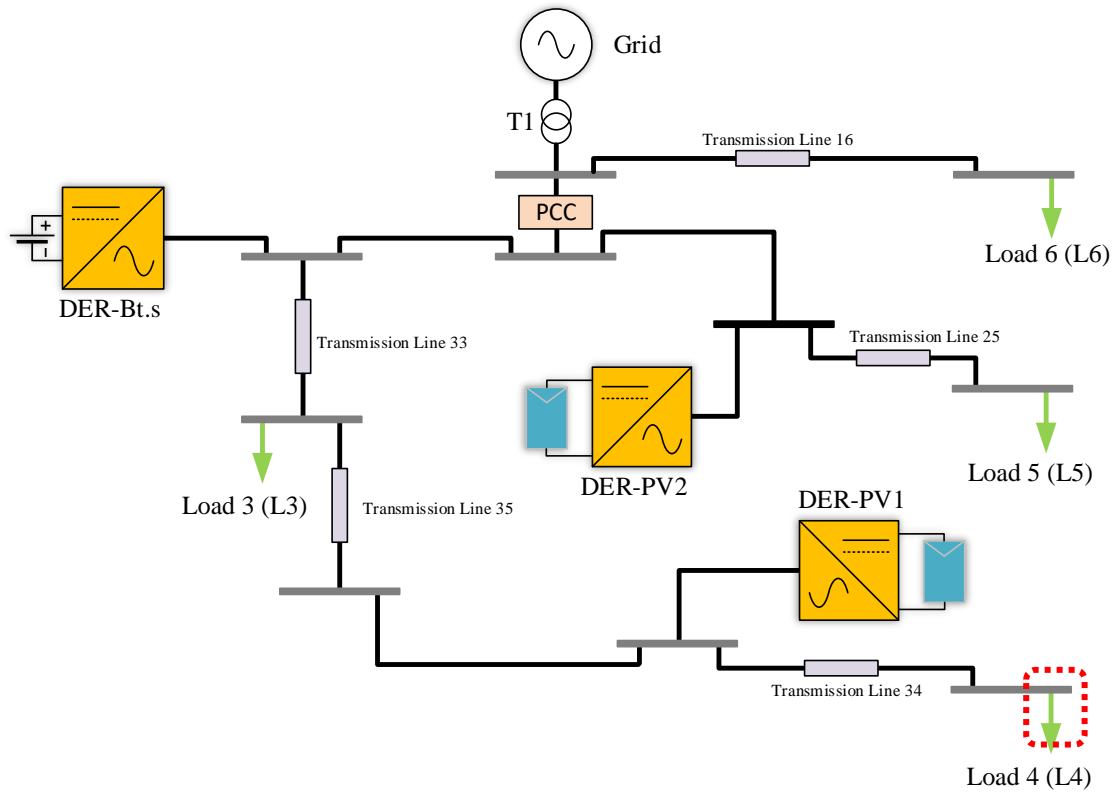 Grid
T1
Transmission Line 16
PCC
+
-
Load 6 (L6)
DER-Bt.s
Transmission Line 33
Transmission Line 25
Load 3 (L3)
DER-PV2
Load 5 (L5)
DER-PV1
Transmission Line 35
Transmission Line 34
Load 4 (L4)